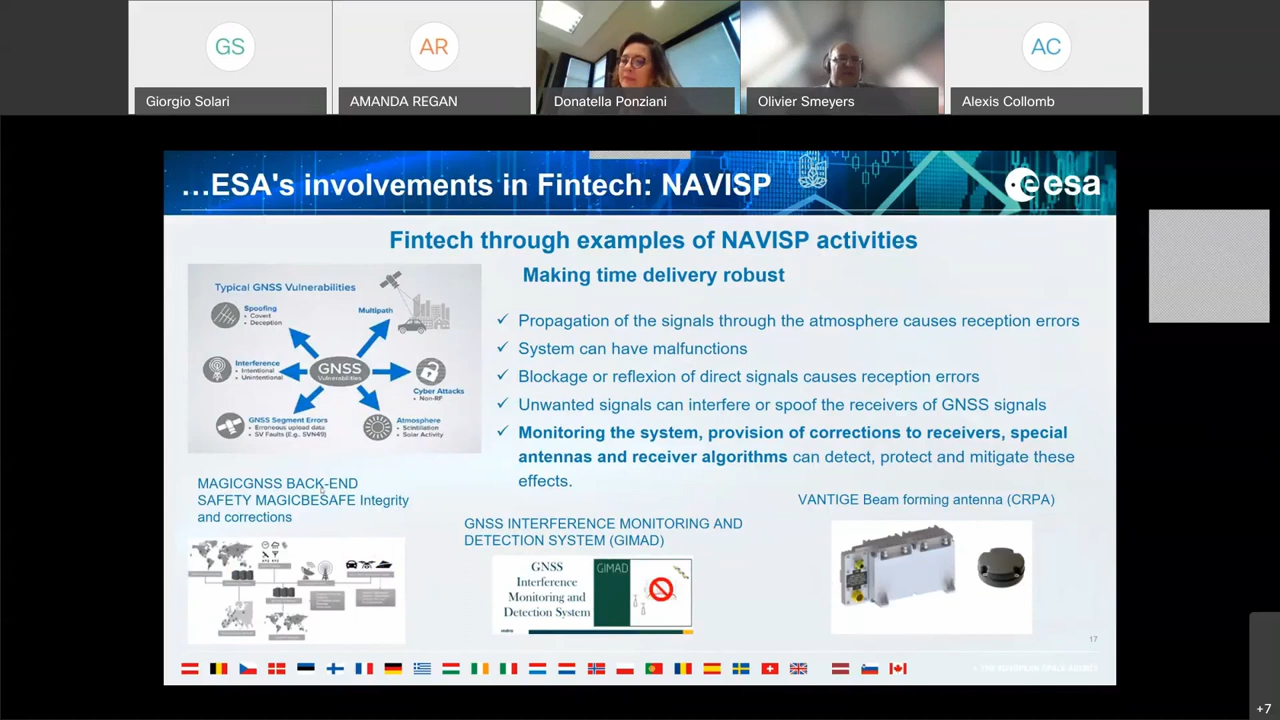 GS
AR
AC
Giorgio Solari
AMANDA REGAN
Donatella Ponziani
Olivier Smeyers
Alexis Collomb
...ESA's involvements in Fintech: NAVISP
esa
Fintech through examples of NAVISP activities
Making time delivery robust
Typical GNSS Vulnerabilities
Spoofing
• Covert
• Deception
Multipath
Interference
• Intentional
• Unintentional
GNSS
Vulnerabilities
Cyber Attacks
• Non-RF
GNSS Segment Errors
• Erroneous upload data
• SV Faults (E.g., SVN49)
Atmosphere
• Scintillation
• Solar Activity
✓ Propagation of the signals through the atmosphere causes reception errors
✓ System can have malfunctions
✓ Blockage or reflexion of direct signals causes reception errors
✓ Unwanted signals can interfere or spoof the receivers of GNSS signals
✓ Monitoring the system, provision of corrections to receivers, special
antennas and receiver algorithms can detect, protect and mitigate these
effects.
MAGICGNSS BACK-END
SAFETY MAGICBESAFE Integrity
and corrections
GNSS INTERFERENCE MONITORING AND
DETECTION SYSTEM (GIMAD)
GNSS
Interference
Monitoring and
Detection System
GIMAD
VANTIGE Beam forming antenna (CRPA)
17
THE EUROPEAN SPACE AGENCY
+7